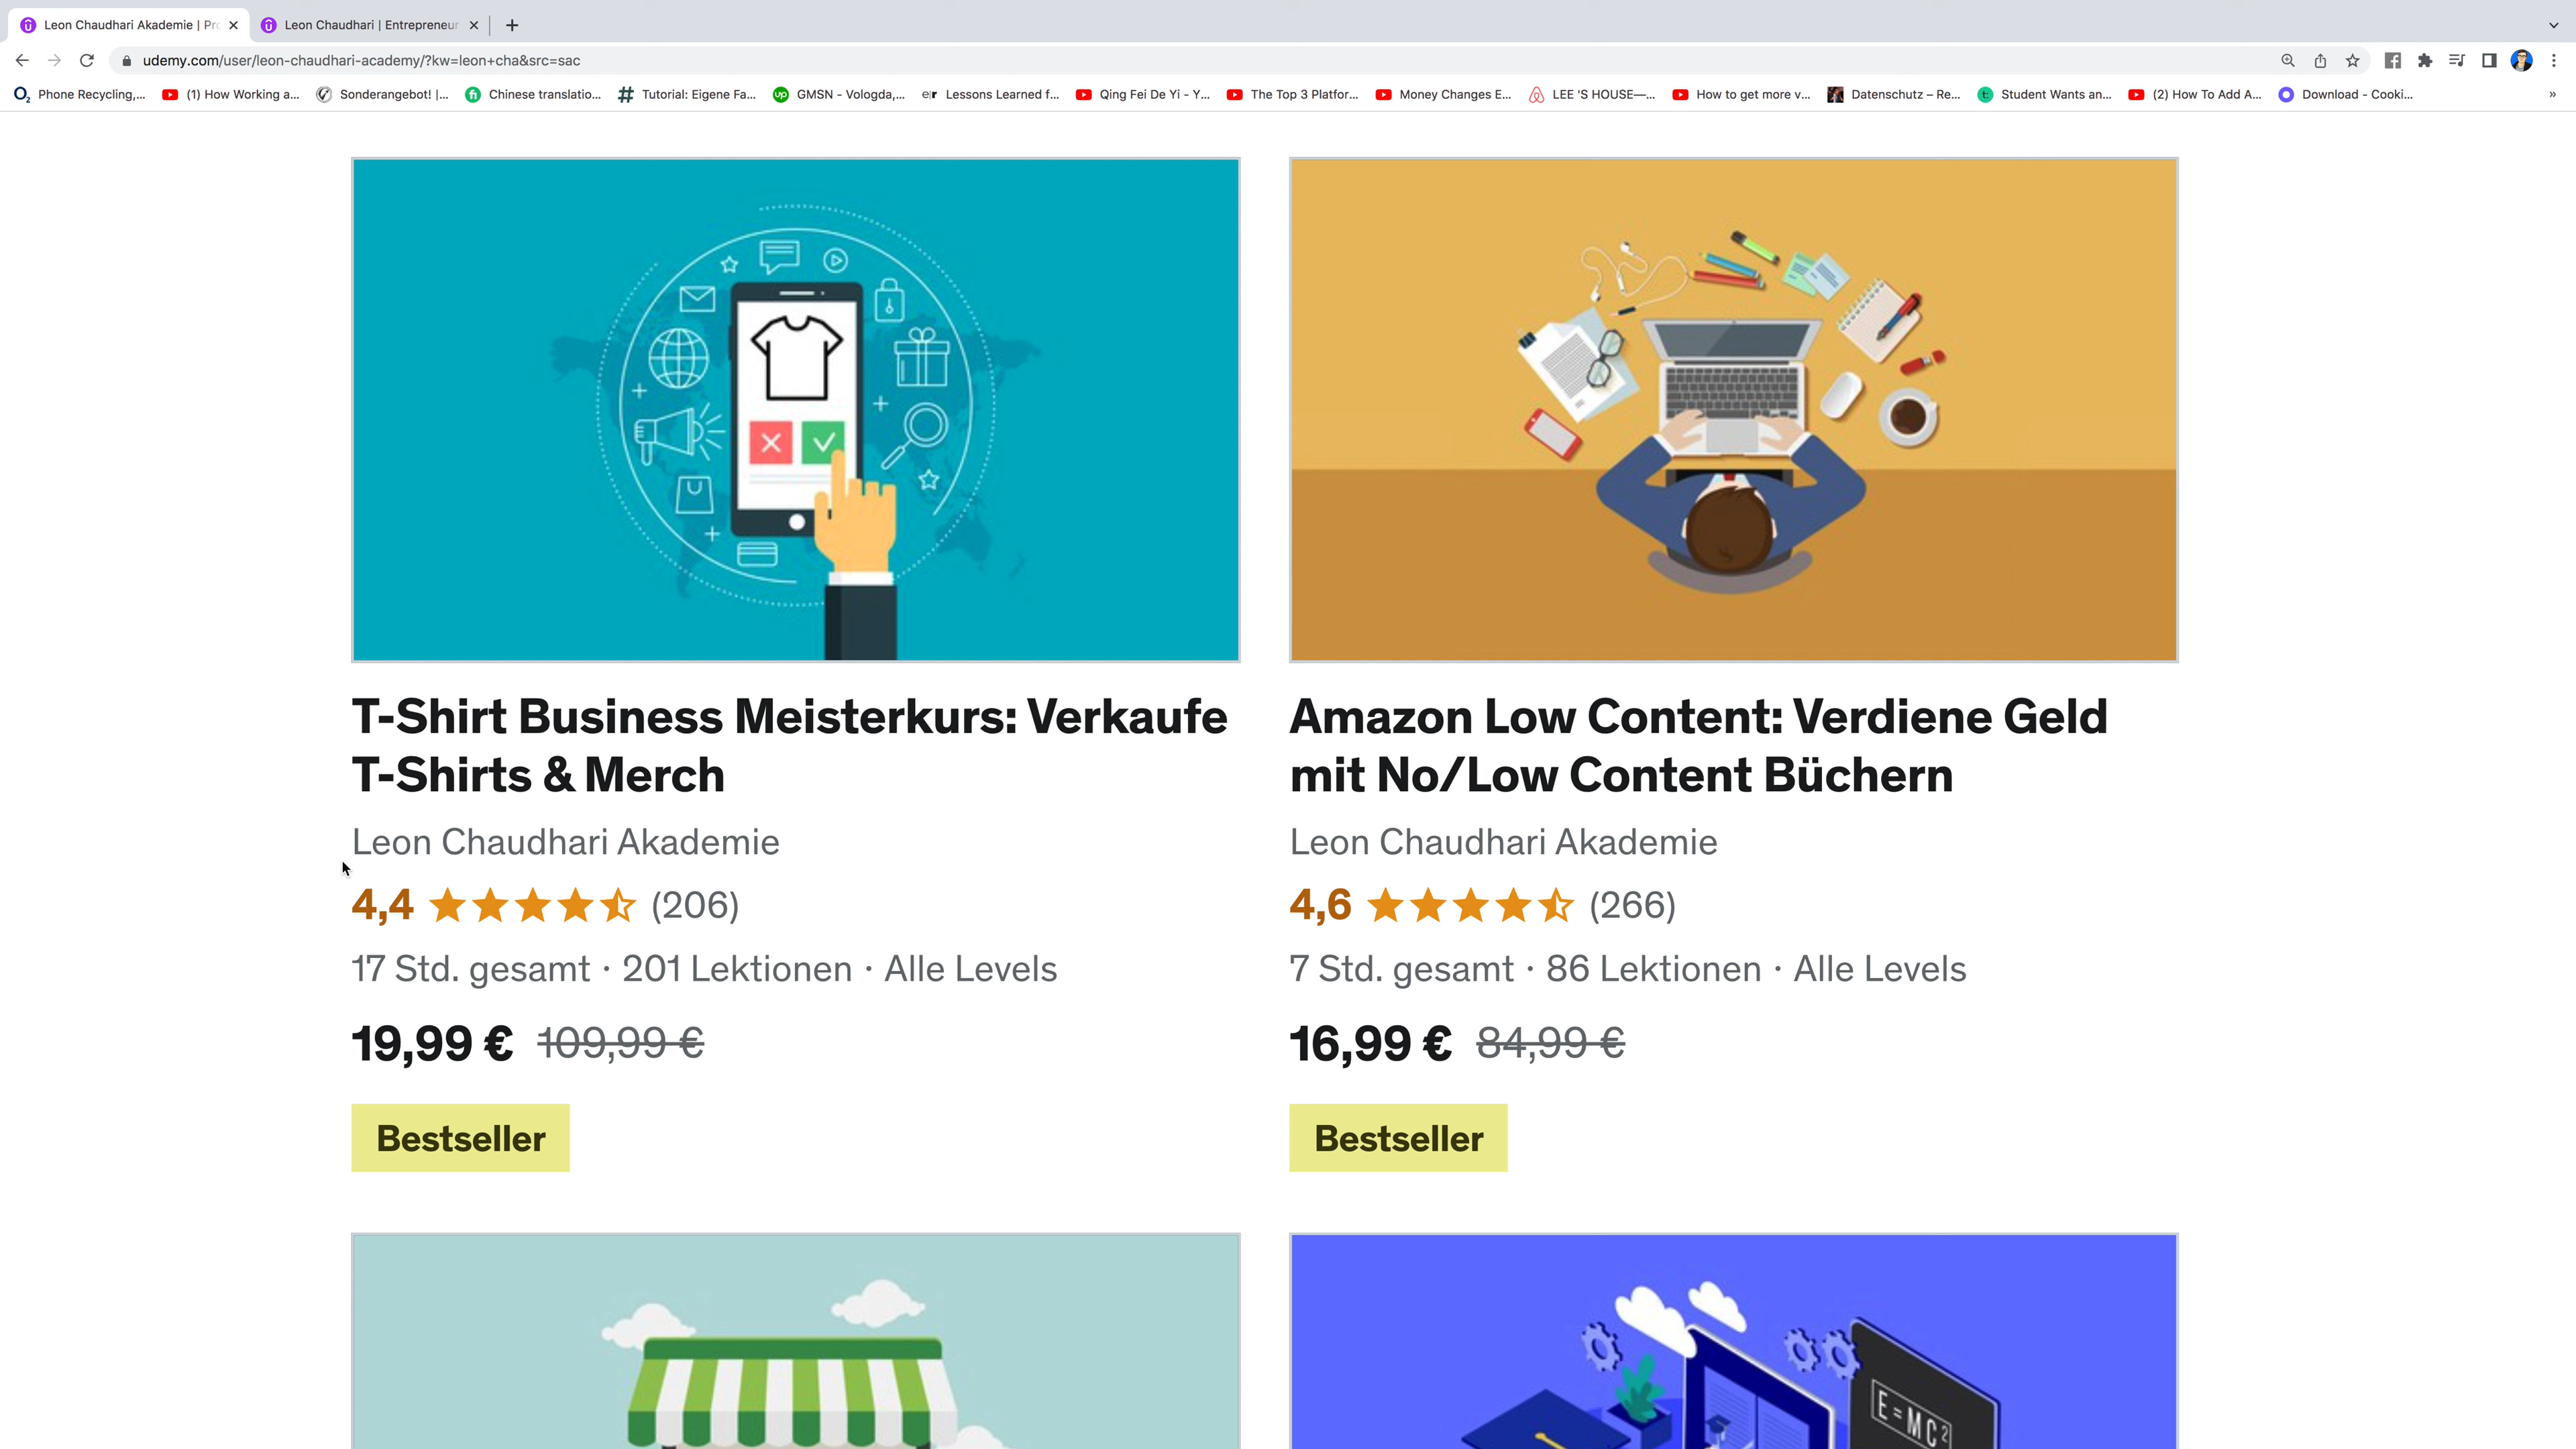 Leon Chaudhari Akademie | Pro
Leon Chaudhari | Entrepreneur
udemy.com/user/leon-chaudhari-academy/?kw=leon+cha&src=sac
Phone Recycling,...
(1) How Working a...
Sonderangebot! |...
Chinese translatio...
Tutorial: Eigene Fa...
GMSN - Vologda,...
Lessons Learned f...
Qing Fei De Yi - Y...
The Top 3 Platfor...
Money Changes E...
LEE 'S HOUSE—...
How to get more v...
Datenschutz – Re...
Student Wants an...
(2) How To Add A...
Download - Cooki...
T-Shirt Business Meisterkurs: Verkaufe
T-Shirts & Merch
Leon Chaudhari Akademie
4,4 (206)
17 Std. gesamt · 201 Lektionen · Alle Levels
19,99 € 109,99 €
Bestseller
Amazon Low Content: Verdiene Geld
mit No/Low Content Büchern
Leon Chaudhari Akademie
4,6 (266)
7 Std. gesamt · 86 Lektionen · Alle Levels
16,99 € 84,99 €
Bestseller
E=MC²